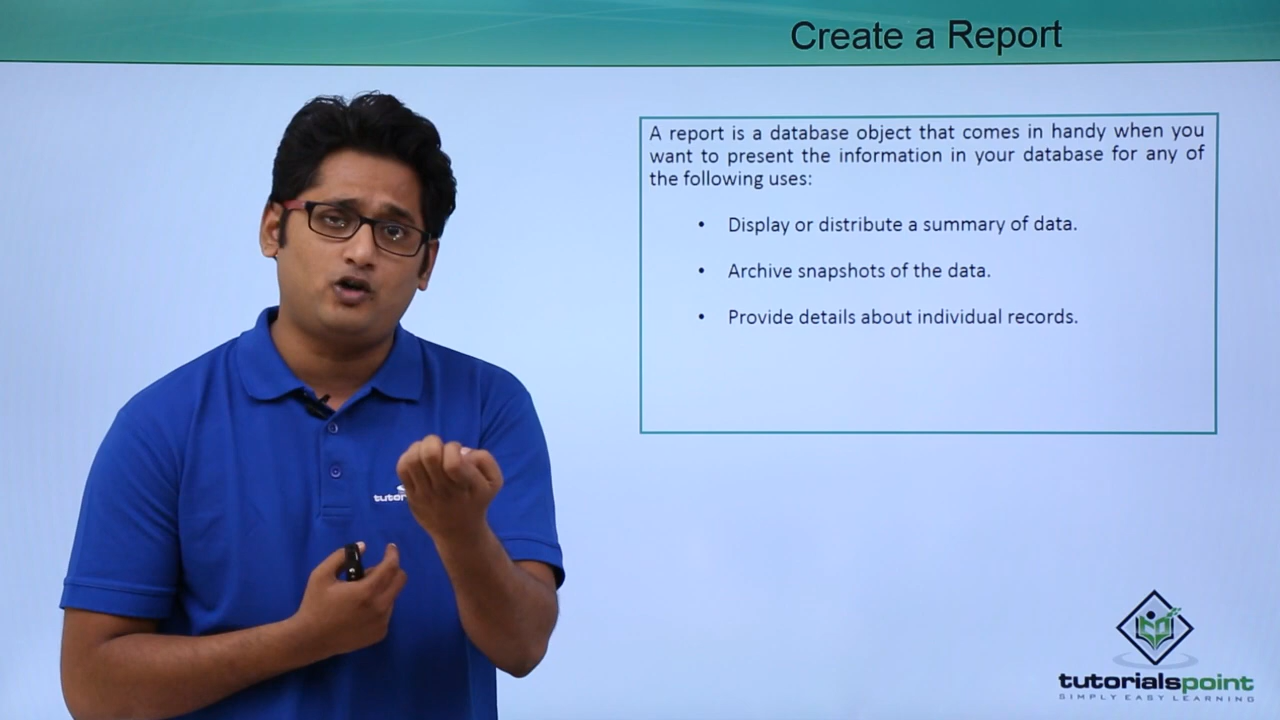 Create a Report
A report is a database object that comes in handy when you
want to present the information in your database for any of
the following uses:
• Display or distribute a summary of data.
• Archive snapshots of the data.
• Provide details about individual records.
tutor
tutorialspoint
SIMPLY EASY LEARNING